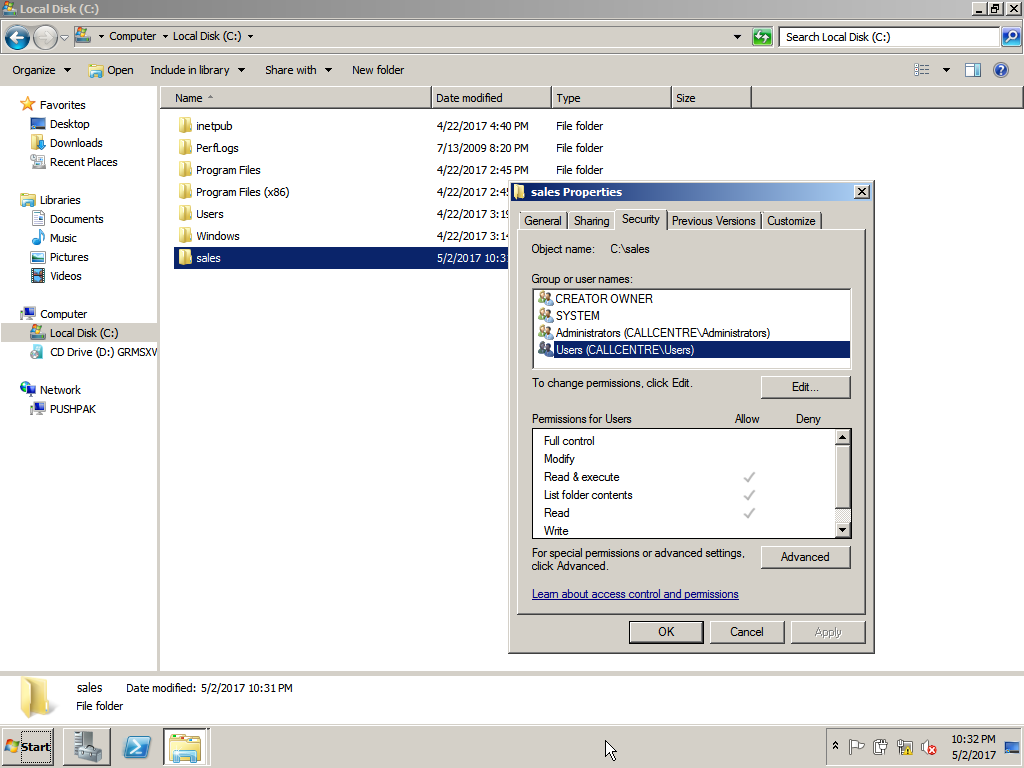 Local Disk (C:)
Computer Local Disk (C:) Search Local Disk (C:)
Organize Open Include in library Share with New folder
Favorites
Desktop
Downloads
Recent Places
Libraries
Documents
Music
Pictures
Videos
Computer
Local Disk (C:)
CD Drive (D:) GRMSXV
Network
PUSHPAK
Name Date modified Type Size
inetpub 4/22/2017 4:40 PM File folder
PerfLogs 7/13/2009 8:20 PM File folder
Program Files 4/22/2017 2:45 PM File folder
Program Files (x86) 4/22/2017 2:45
Users 4/22/2017 3:19
Windows 4/22/2017 3:14
sales 5/2/2017 10:31
sales Properties
General Sharing Security Previous Versions Customize
Object name: C:\sales
Group or user names:
CREATOR OWNER
SYSTEM
Administrators (CALLCENTRE\Administrators)
Users (CALLCENTRE\Users)
To change permissions, click Edit.
Edit...
Permissions for Users Allow Deny
Full control
Modify
Read & execute
List folder contents
Read
Write
For special permissions or advanced settings,
click Advanced.
Advanced
Learn about access control and permissions
OK Cancel Apply
sales Date modified: 5/2/2017 10:31 PM
File folder
Start
10:32 PM
5/2/2017